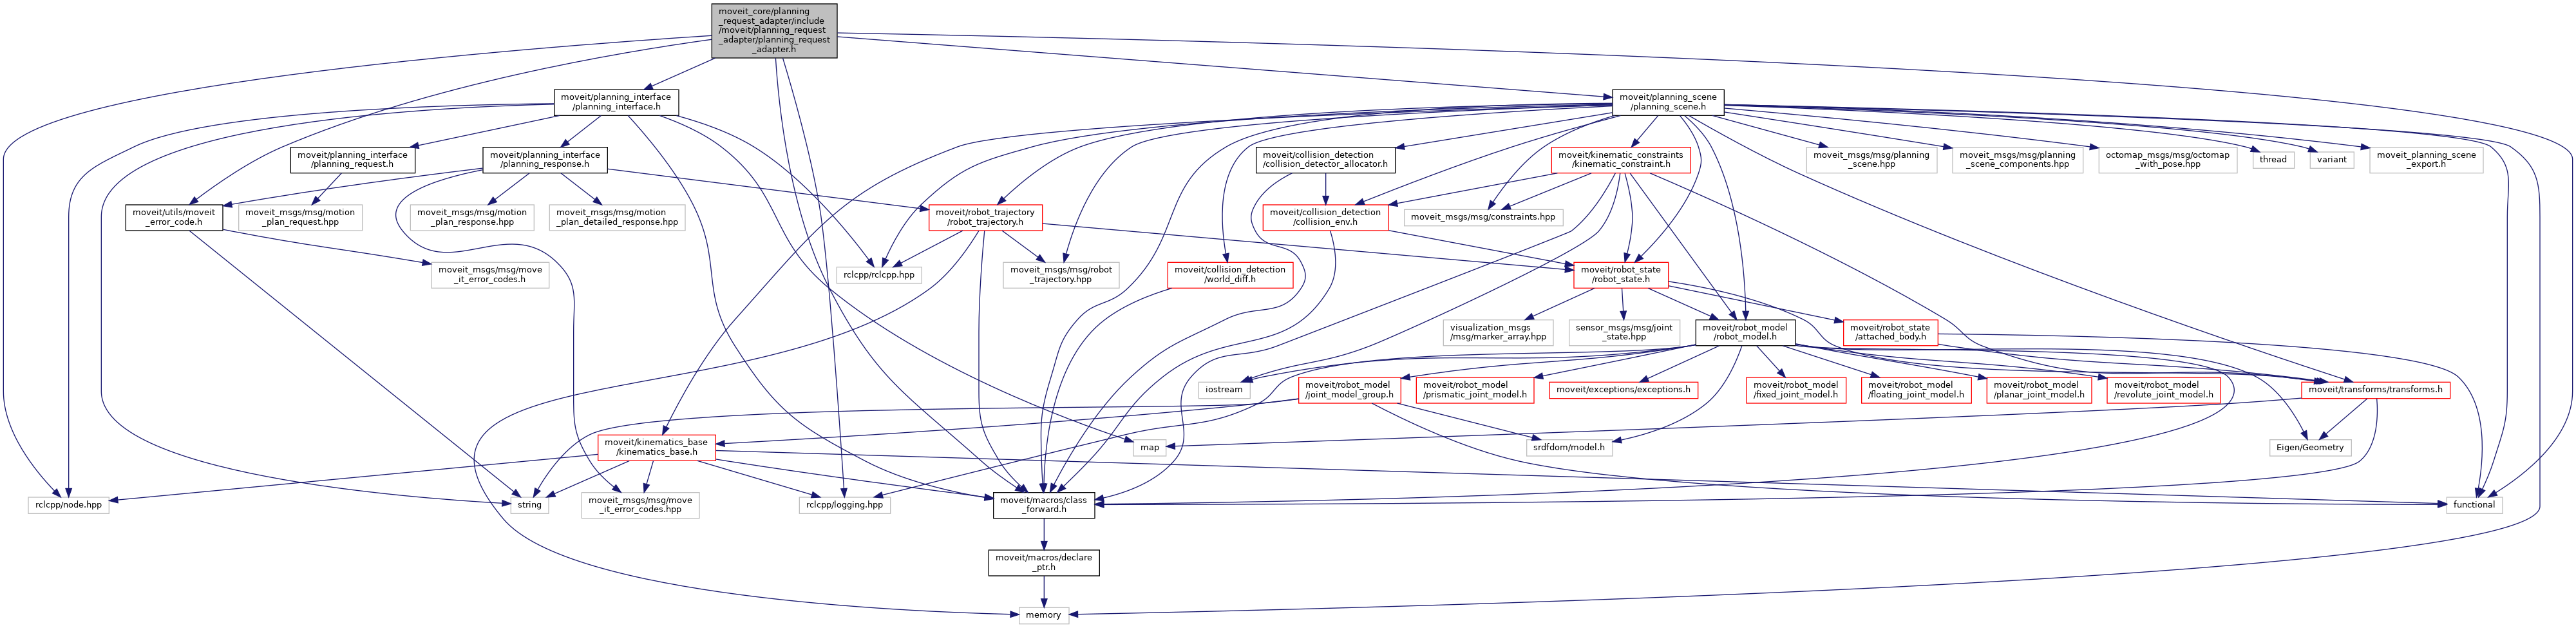 moveit_core/planning
_request_adapter/include
/moveit/planning_request
_adapter/planning_request
_adapter.h
moveit/planning_interface
/planning_interface.h
moveit/planning_scene
/planning_scene.h
moveit/planning_interface
/planning_request.h
moveit/planning_interface
/planning_response.h
moveit/collision_detection
/collision_detector_allocator.h
moveit/kinematic_constraints
/kinematic_constraint.h
moveit_msgs/msg/planning
_scene.hpp
moveit_msgs/msg/planning
_scene_components.hpp
octomap_msgs/msg/octomap
_with_pose.hpp
thread
variant
moveit_planning_scene
_export.h
moveit/utils/moveit
_error_code.h
moveit_msgs/msg/motion
_plan_request.hpp
moveit_msgs/msg/motion
_plan_response.hpp
moveit_msgs/msg/motion
_plan_detailed_response.hpp
moveit/robot_trajectory
/robot_trajectory.h
moveit/collision_detection
/collision_env.h
moveit_msgs/msg/constraints.hpp
moveit_msgs/msg/move
_it_error_codes.h
rclcpp/rclcpp.hpp
moveit_msgs/msg/robot
_trajectory.hpp
moveit/collision_detection
/world_diff.h
moveit/robot_state
/robot_state.h
visualization_msgs
/msg/marker_array.hpp
sensor_msgs/msg/joint
_state.hpp
moveit/robot_model
/robot_model.h
moveit/robot_state
/attached_body.h
iostream
moveit/robot_model
/joint_model_group.h
moveit/robot_model
/prismatic_joint_model.h
moveit/exceptions/exceptions.h
moveit/robot_model
/fixed_joint_model.h
moveit/robot_model
/floating_joint_model.h
moveit/robot_model
/planar_joint_model.h
moveit/robot_model
/revolute_joint_model.h
moveit/transforms/transforms.h
moveit/kinematics_base
/kinematics_base.h
map
srdfdom/model.h
Eigen/Geometry
rclcpp/node.hpp
string
moveit_msgs/msg/move
_it_error_codes.hpp
rclcpp/logging.hpp
moveit/macros/class
_forward.h
functional
moveit/macros/declare
_ptr.h
memory